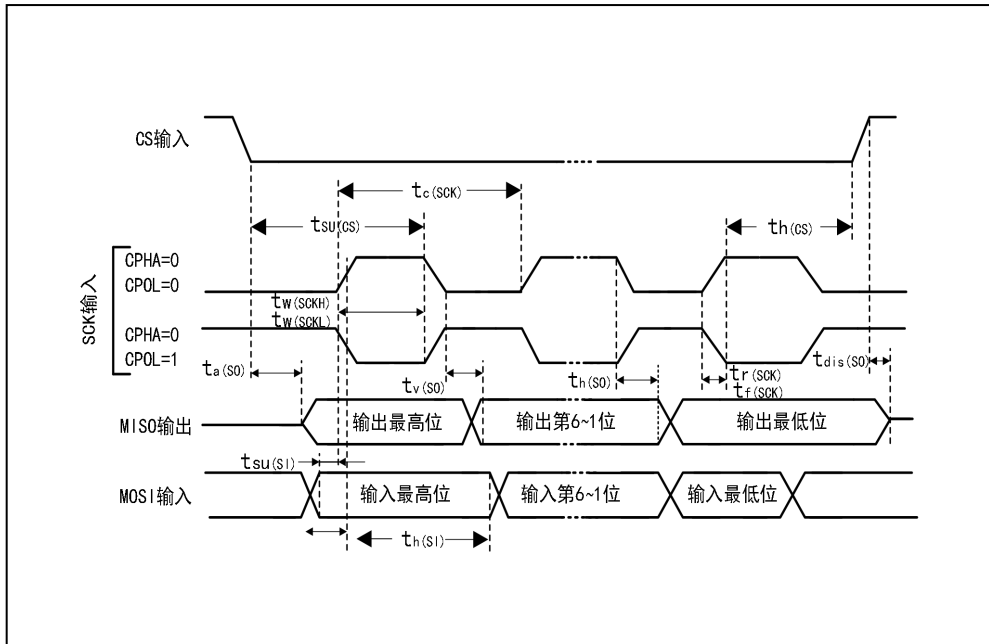 CS输入
tc(SCK)
tSU(CS)
th(CS)
SCK输入
CPHA=0
CPOL=0
tW(SCKH)
tW(SCKL)
CPHA=0
CPOL=1
ta(SO)
tv(SO)
th(SO)
tr(SCK)
tf(SCK)
tdis(SO)
MISO输出
输出最高位
输出第6~1位
输出最低位
tsu(SI)
MOSI输入
输入最高位
输入第6~1位
输入最低位
th(SI)